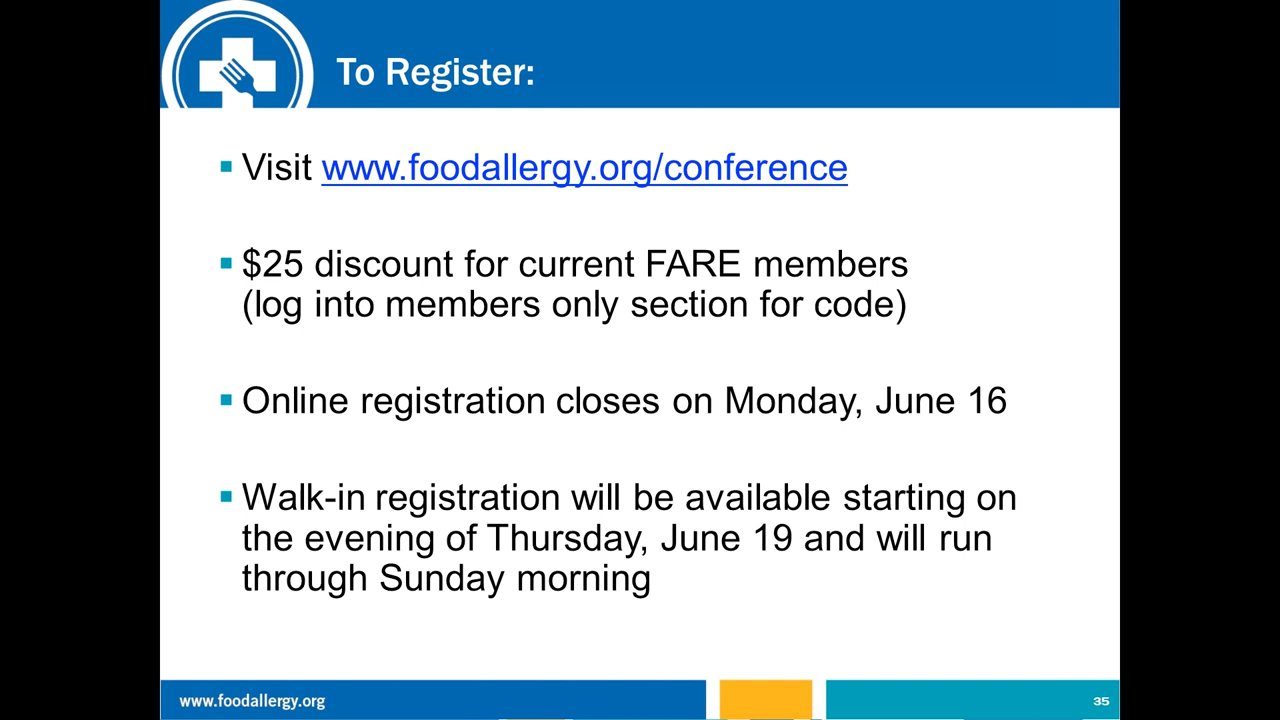 To Register:
Visit www.foodallergy.org/conference
$25 discount for current FARE members
(log into members only section for code)
Online registration closes on Monday, June 16
Walk-in registration will be available starting on
the evening of Thursday, June 19 and will run
through Sunday morning
www.foodallergy.org
35